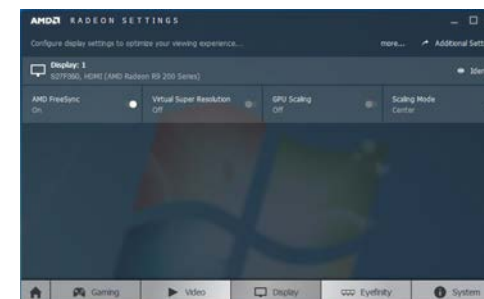 AMD RADEON SETTINGS
Configure display settings to optimize your viewing experience... more... Additional Sett
Display: 1
S27F350, HDMI (AMD Radeon R9 200 Series) Iden
AMD FreeSync Virtual Super Resolution GPU Scaling Scaling Mode
On Off Off Center
Gaming Video Display Eyefinity System